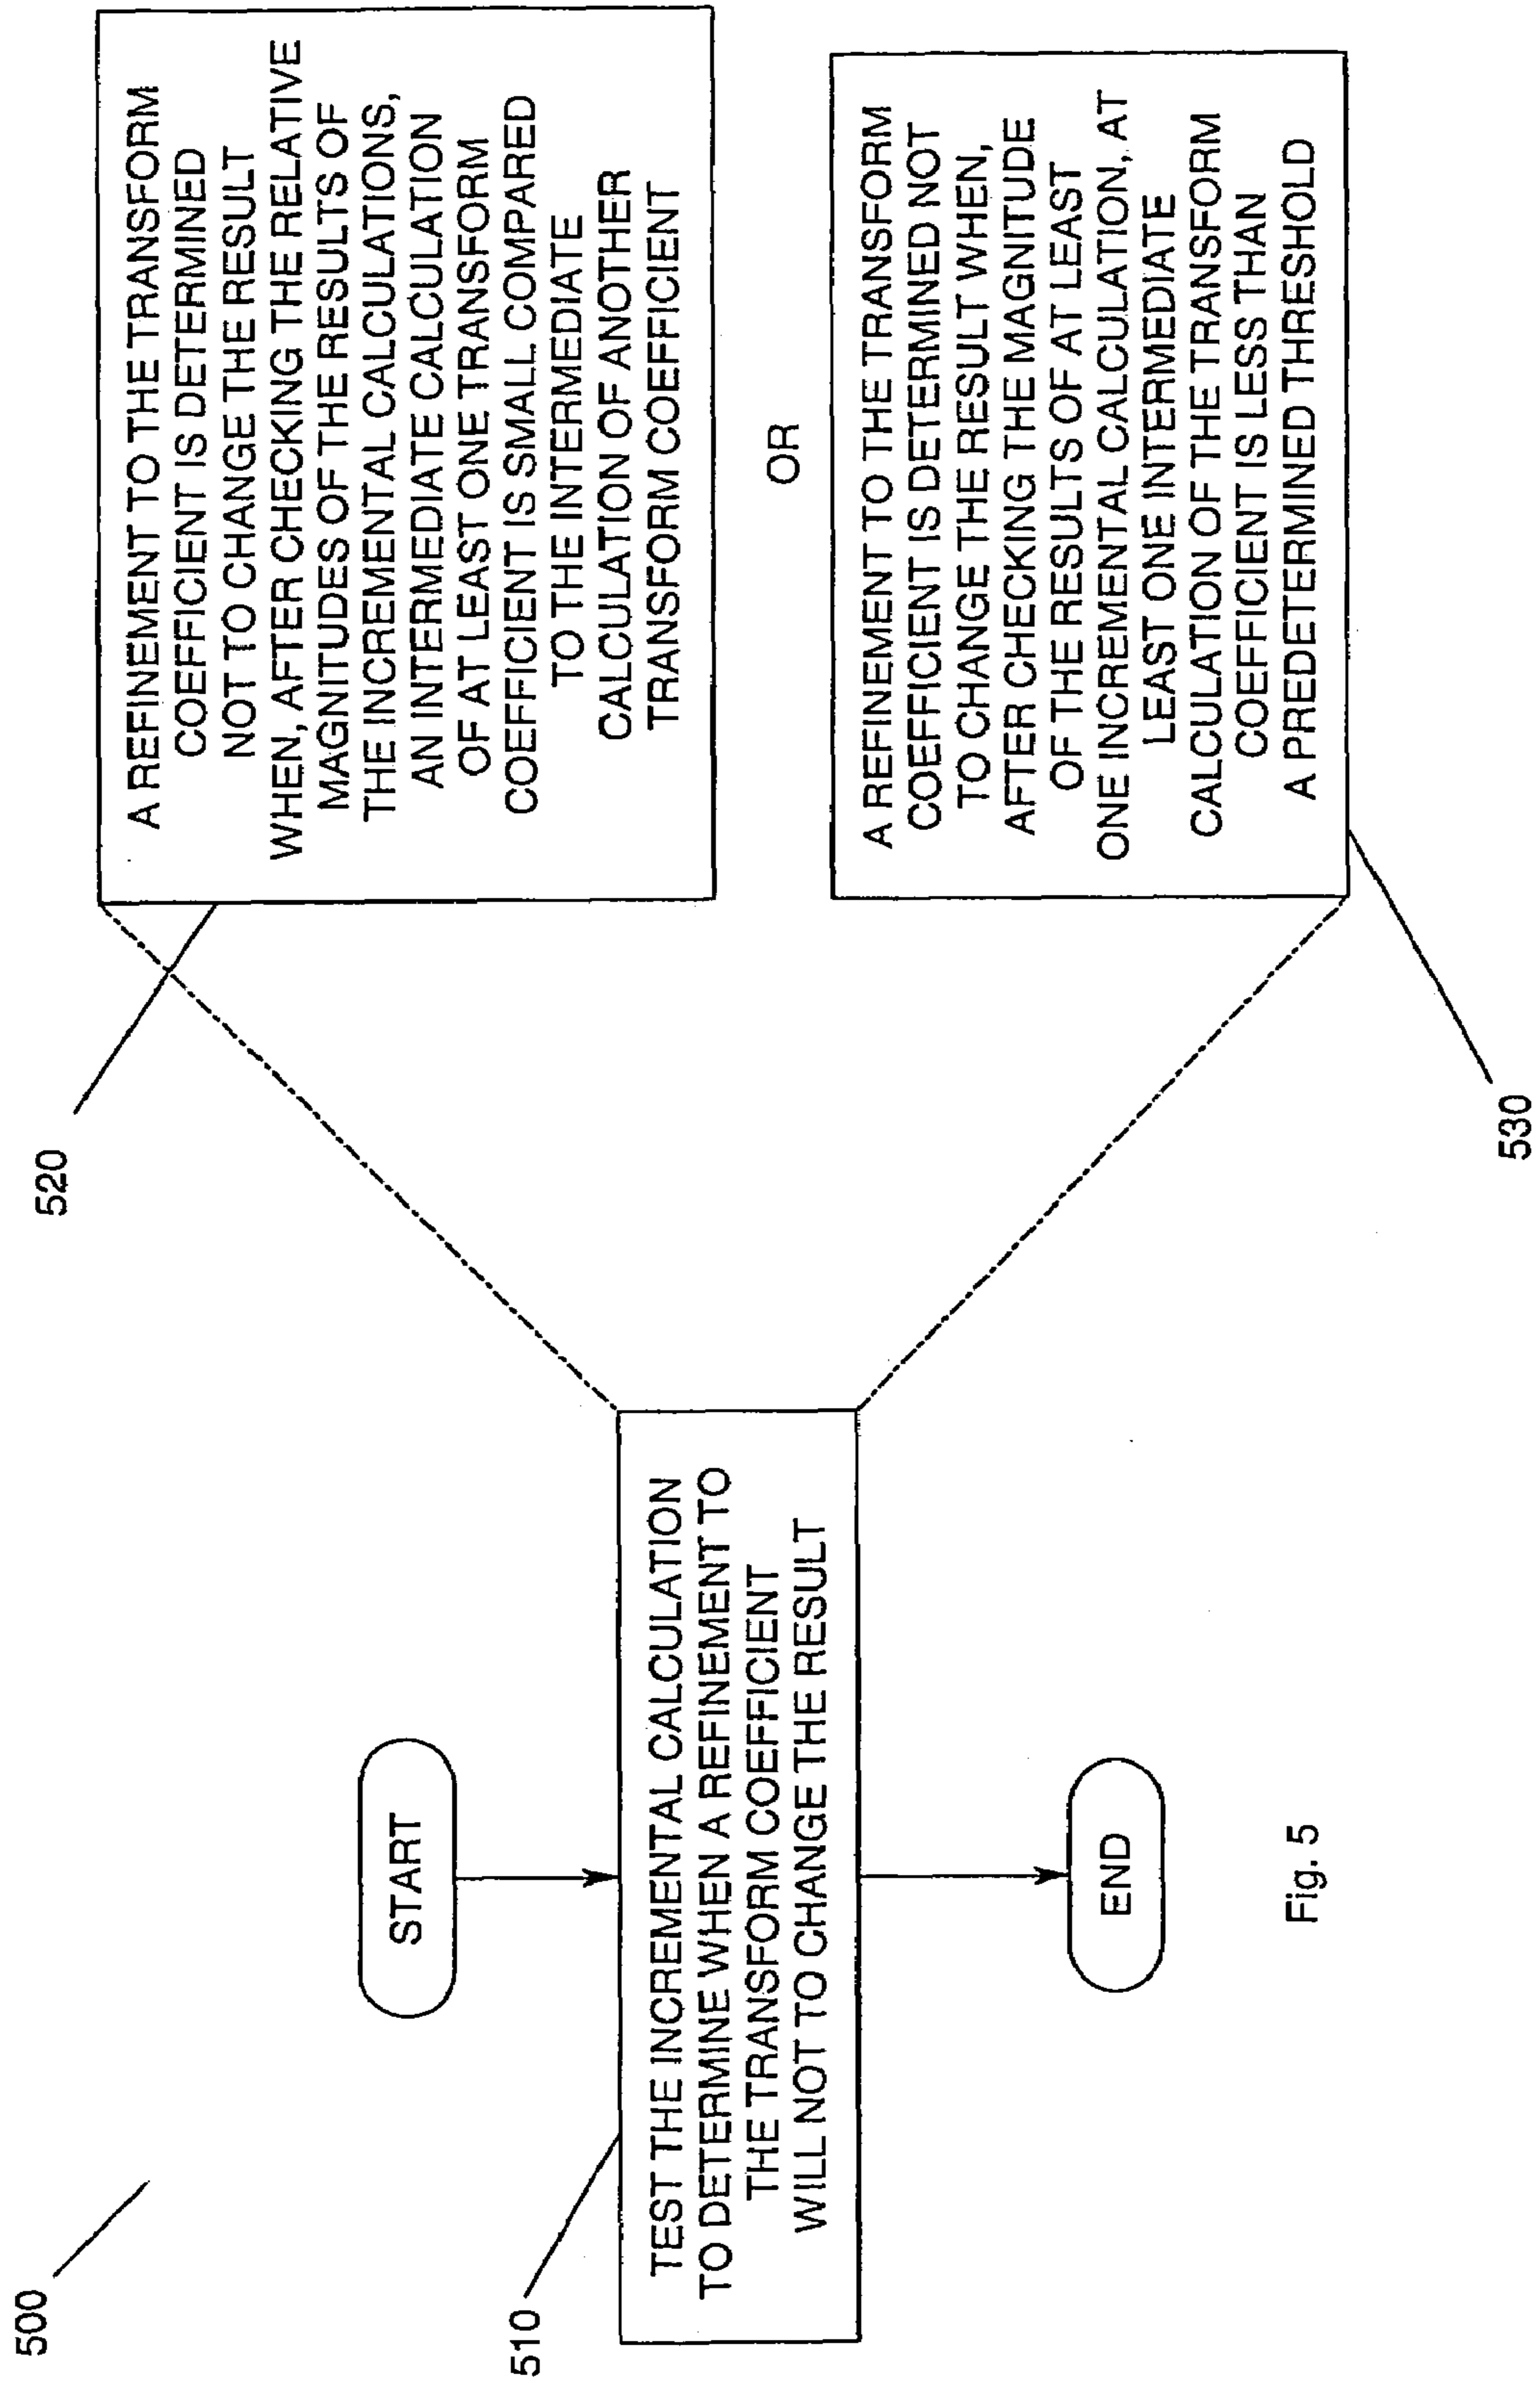 500
START
510
TEST THE INCREMENTAL CALCULATION
TO DETERMINE WHEN A REFINEMENT TO
THE TRANSFORM COEFFICIENT
WILL NOT TO CHANGE THE RESULT
END
Fig. 5
520
A REFINEMENT TO THE TRANSFORM
COEFFICIENT IS DETERMINED
NOT TO CHANGE THE RESULT
WHEN, AFTER CHECKING THE RELATIVE
MAGNITUDES OF THE RESULTS OF
THE INCREMENTAL CALCULATIONS,
AN INTERMEDIATE CALCULATION
OF AT LEAST ONE TRANSFORM
COEFFICIENT IS SMALL COMPARED
TO THE INTERMEDIATE
CALCULATION OF ANOTHER
TRANSFORM COEFFICIENT
OR
A REFINEMENT TO THE TRANSFORM
COEFFICIENT IS DETERMINED NOT
TO CHANGE THE RESULT WHEN,
AFTER CHECKING THE MAGNITUDE
OF THE RESULTS OF AT LEAST
ONE INCREMENTAL CALCULATION, AT
LEAST ONE INTERMEDIATE
CALCULATION OF THE TRANSFORM
COEFFICIENT IS LESS THAN
A PREDETERMINED THRESHOLD
530